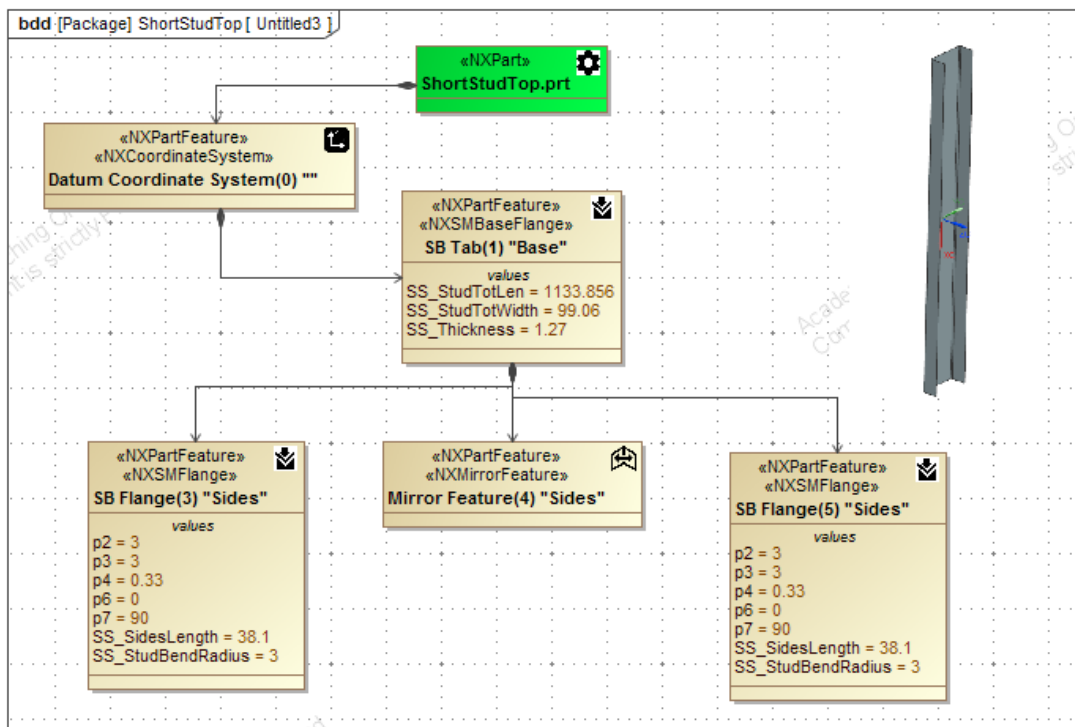 bdd [Package] ShortStudTop [ Untitled3 ]
«NXPart»
ShortStudTop.prt
«NXPartFeature»
«NXCoordinateSystem»
Datum Coordinate System(0) ""
«NXPartFeature»
«NXSMBaseFlange»
SB Tab(1) "Base"
values
SS_StudTotLen = 1133.856
SS_StudTotWidth = 99.06
SS_Thickness = 1.27
«NXPartFeature»
«NXSMFlange»
SB Flange(3) "Sides"
values
p2 = 3
p3 = 3
p4 = 0.33
p6 = 0
p7 = 90
SS_SidesLength = 38.1
SS_StudBendRadius = 3
«NXPartFeature»
«NXMirrorFeature»
Mirror Feature(4) "Sides"
«NXPartFeature»
«NXSMFlange»
SB Flange(5) "Sides"
values
p2 = 3
p3 = 3
p4 = 0.33
p6 = 0
p7 = 90
SS_SidesLength = 38.1
SS_StudBendRadius = 3